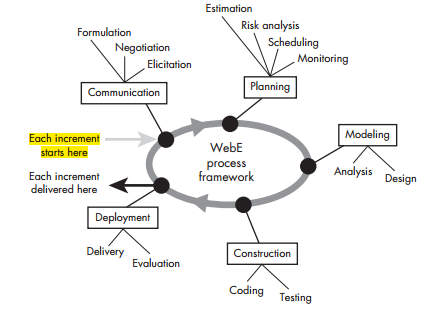 Estimation
Risk analysis
Scheduling
Monitoring
Formulation
Negotiation
Elicitation
Communication
Planning
Each increment
starts here
WebE
process
framework
Modeling
Analysis
Design
Each increment
delivered here
Deployment
Delivery
Evaluation
Construction
Coding
Testing